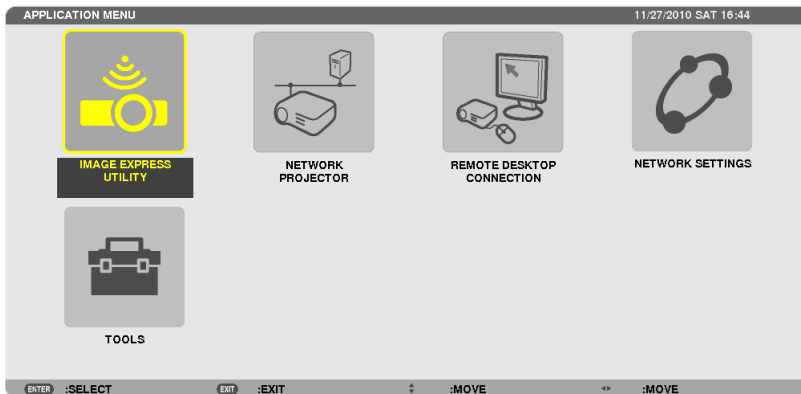 APPLICATION MENU
11/27/2010 SAT 16:44
IMAGE EXPRESS
UTILITY
NETWORK
PROJECTOR
REMOTE DESKTOP
CONNECTION
NETWORK SETTINGS
TOOLS
ENTER :SELECT
EXIT :EXIT
:MOVE
:MOVE